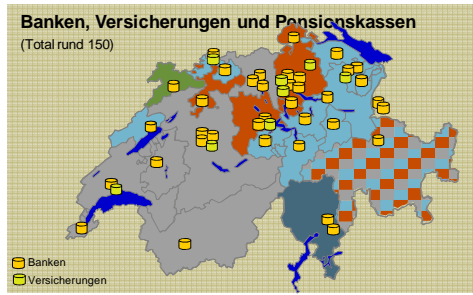 Banken, Versicherungen und Pensionskassen
(Total rund 150)
Banken
Versicherungen